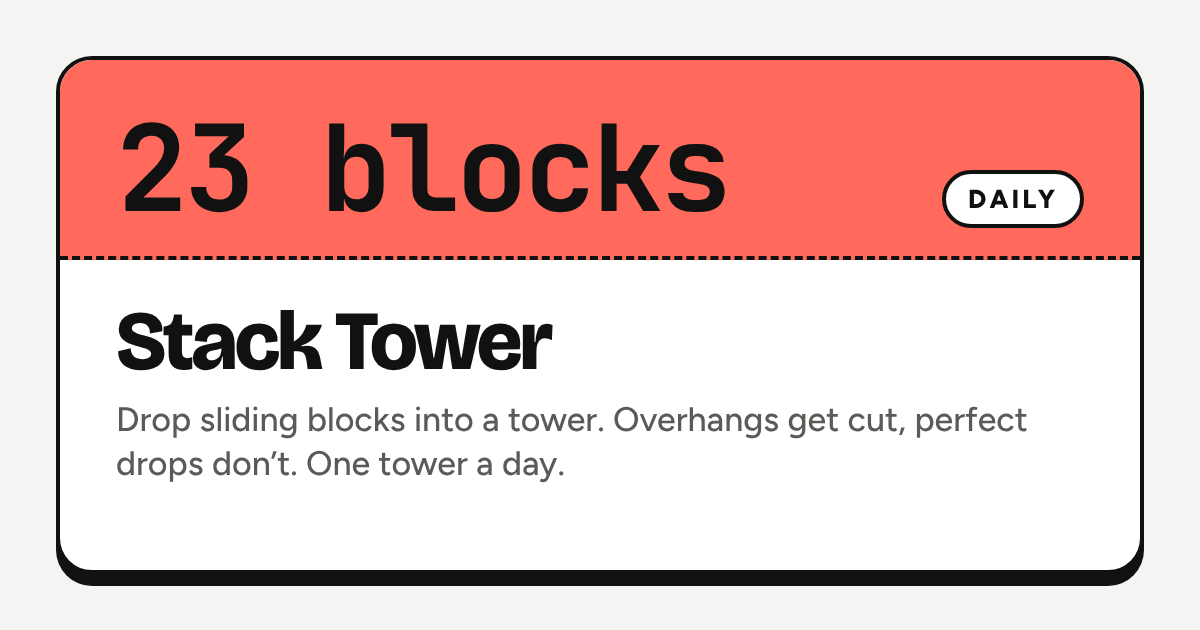 23 blocks
DAILY
Stack Tower
Drop sliding blocks into a tower. Overhangs get cut, perfect
drops don’t. One tower a day.